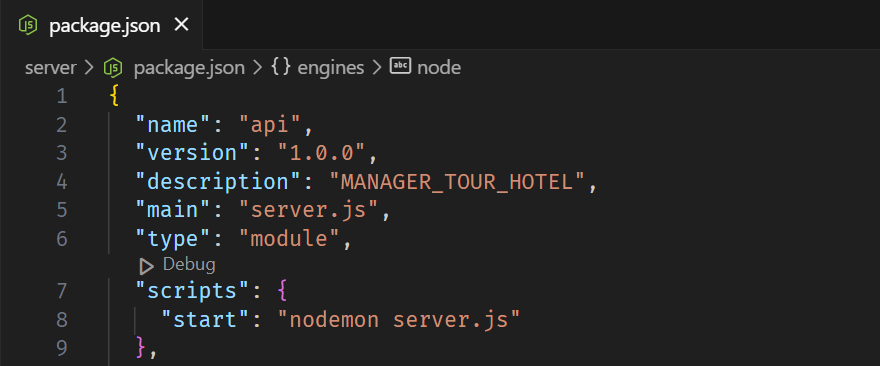 package.json
server > package.json > {} engines > abc node
1 {
2 "name": "api",
3 "version": "1.0.0",
4 "description": "MANAGER_TOUR_HOTEL",
5 "main": "server.js",
6 "type": "module",
Debug
7 "scripts": {
8 "start": "nodemon server.js"
9 },